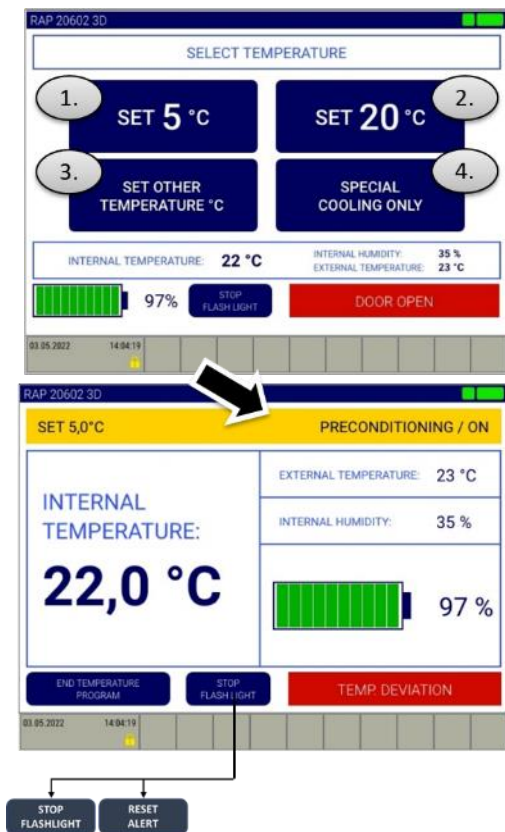 RAP 20602 3D
SELECT TEMPERATURE
1.
SET 5 °C
2.
SET 20 °C
3.
SET OTHER
TEMPERATURE °C
4.
SPECIAL
COOLING ONLY
INTERNAL TEMPERATURE: 22 °C
INTERNAL HUMIDITY: 35 %
EXTERNAL TEMPERATURE: 23 °C
97%
STOP
FLASH LIGHT
DOOR OPEN
03.05.2022 14:04:19
RAP 20602 3D
SET 5,0°C
PRECONDITIONING / ON
INTERNAL
TEMPERATURE:
22,0 °C
EXTERNAL TEMPERATURE: 23 °C
INTERNAL HUMIDITY: 35 %
97 %
END TEMPERATURE
PROGRAM
STOP
FLASH LIGHT
TEMP. DEVIATION
03.05.2022 14:04:19
STOP
FLASHLIGHT
RESET
ALERT